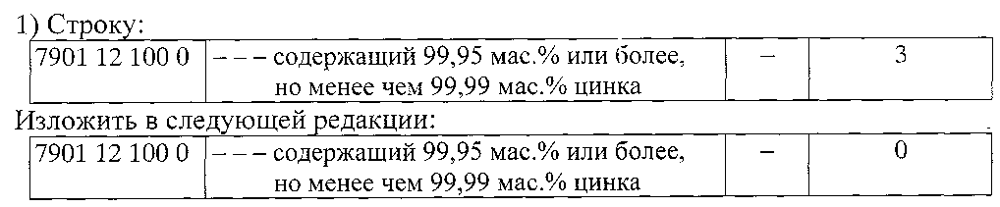 1) Строку:
7901 12 100 0 – – – содержащий 99,95 мас.% или более, – 3
но менее чем 99,99 мас.% цинка
Изложить в следующей редакции:
7901 12 100 0 – – – содержащий 99,95 мас.% или более, – 0
но менее чем 99,99 мас.% цинка